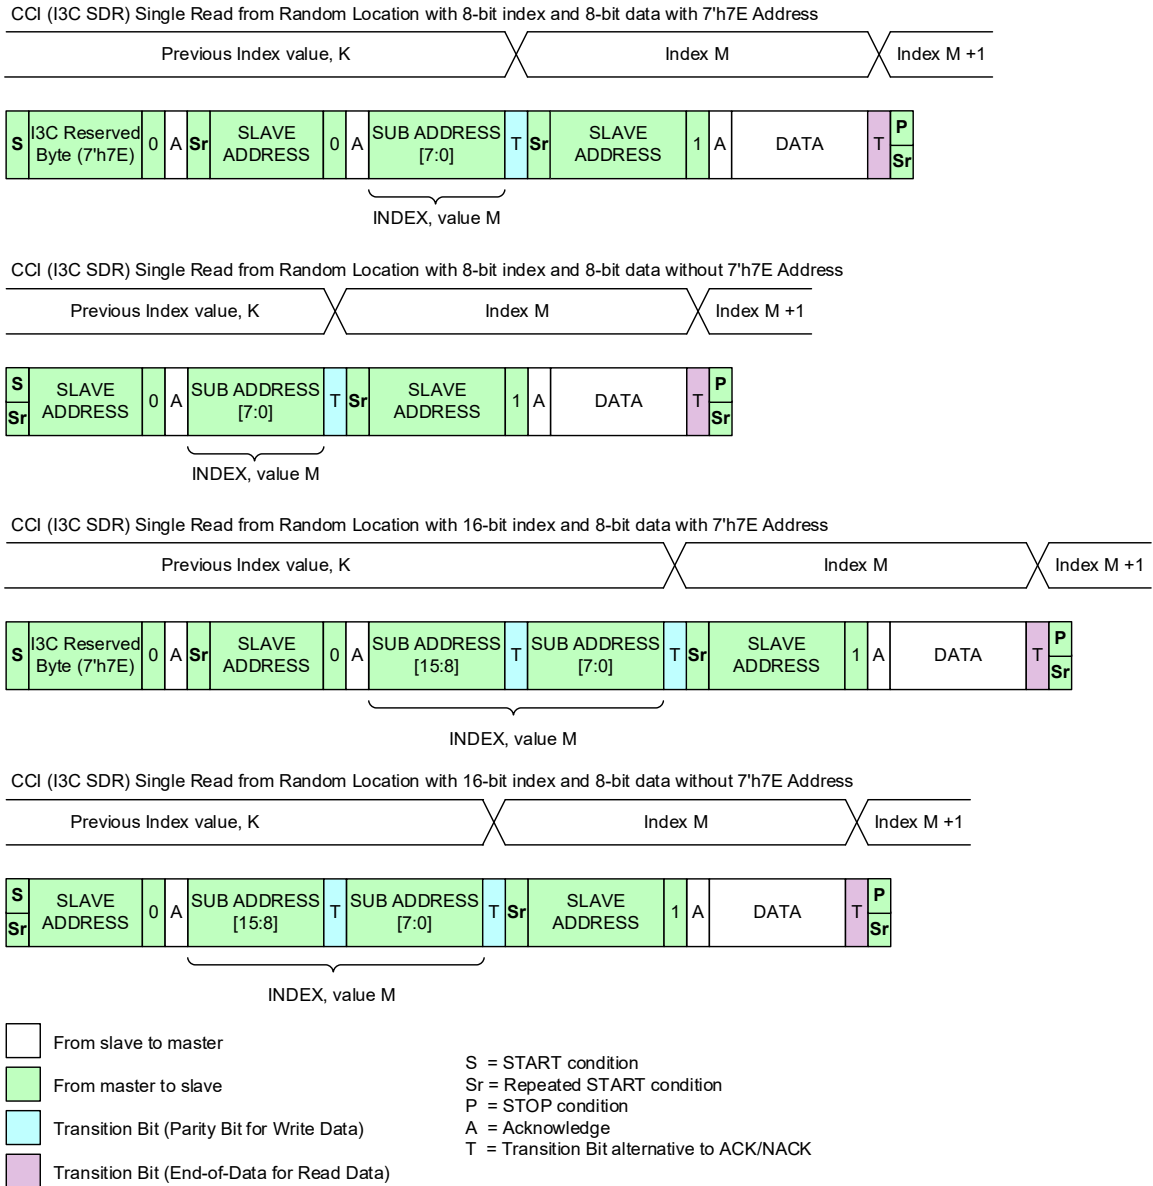 CCI (I3C SDR) Single Read from Random Location with 8-bit index and 8-bit data with 7'h7E Address
Previous Index value, K Index M Index M +1
S I3C Reserved Byte (7'h7E) 0 A Sr SLAVE ADDRESS 0 A SUB ADDRESS [7:0] T Sr SLAVE ADDRESS 1 A DATA T P Sr
INDEX, value M
CCI (I3C SDR) Single Read from Random Location with 8-bit index and 8-bit data without 7'h7E Address
Previous Index value, K Index M Index M +1
S Sr SLAVE ADDRESS 0 A SUB ADDRESS [7:0] T Sr SLAVE ADDRESS 1 A DATA T P Sr
INDEX, value M
CCI (I3C SDR) Single Read from Random Location with 16-bit index and 8-bit data with 7'h7E Address
Previous Index value, K Index M Index M +1
S I3C Reserved Byte (7'h7E) 0 A Sr SLAVE ADDRESS 0 A SUB ADDRESS [15:8] T SUB ADDRESS [7:0] T Sr SLAVE ADDRESS 1 A DATA T P Sr
INDEX, value M
CCI (I3C SDR) Single Read from Random Location with 16-bit index and 8-bit data without 7'h7E Address
Previous Index value, K Index M Index M +1
S Sr SLAVE ADDRESS 0 A SUB ADDRESS [15:8] T SUB ADDRESS [7:0] T Sr SLAVE ADDRESS 1 A DATA T P Sr
INDEX, value M
From slave to master
From master to slave
Transition Bit (Parity Bit for Write Data)
Transition Bit (End-of-Data for Read Data)
S = START condition
Sr = Repeated START condition
P = STOP condition
A = Acknowledge
T = Transition Bit alternative to ACK/NACK